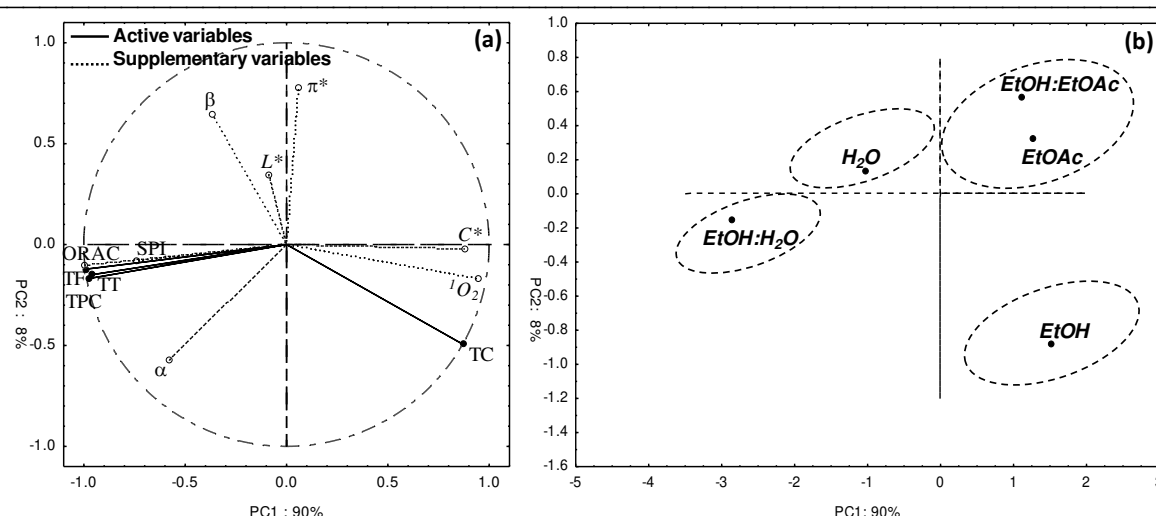 (a)
Active variables
Supplementary variables
1.0
0.5
0.0
-0.5
-1.0
PC2 : 8%
β
π*
L*
ORAC
SPI
C*
TF
TT
¹O₂
TPC
α
TC
-1.0
-0.5
0.0
0.5
1.0
PC1 : 90%
(b)
1.0
0.8
0.6
0.4
0.2
0.0
-0.2
-0.4
-0.6
-0.8
-1.0
-1.2
-1.4
-1.6
PC2: 8%
EtOH:EtOAc
EtOAc
H₂O
EtOH:H₂O
EtOH
-5
-4
-3
-2
-1
0
1
2
3
PC1: 90%